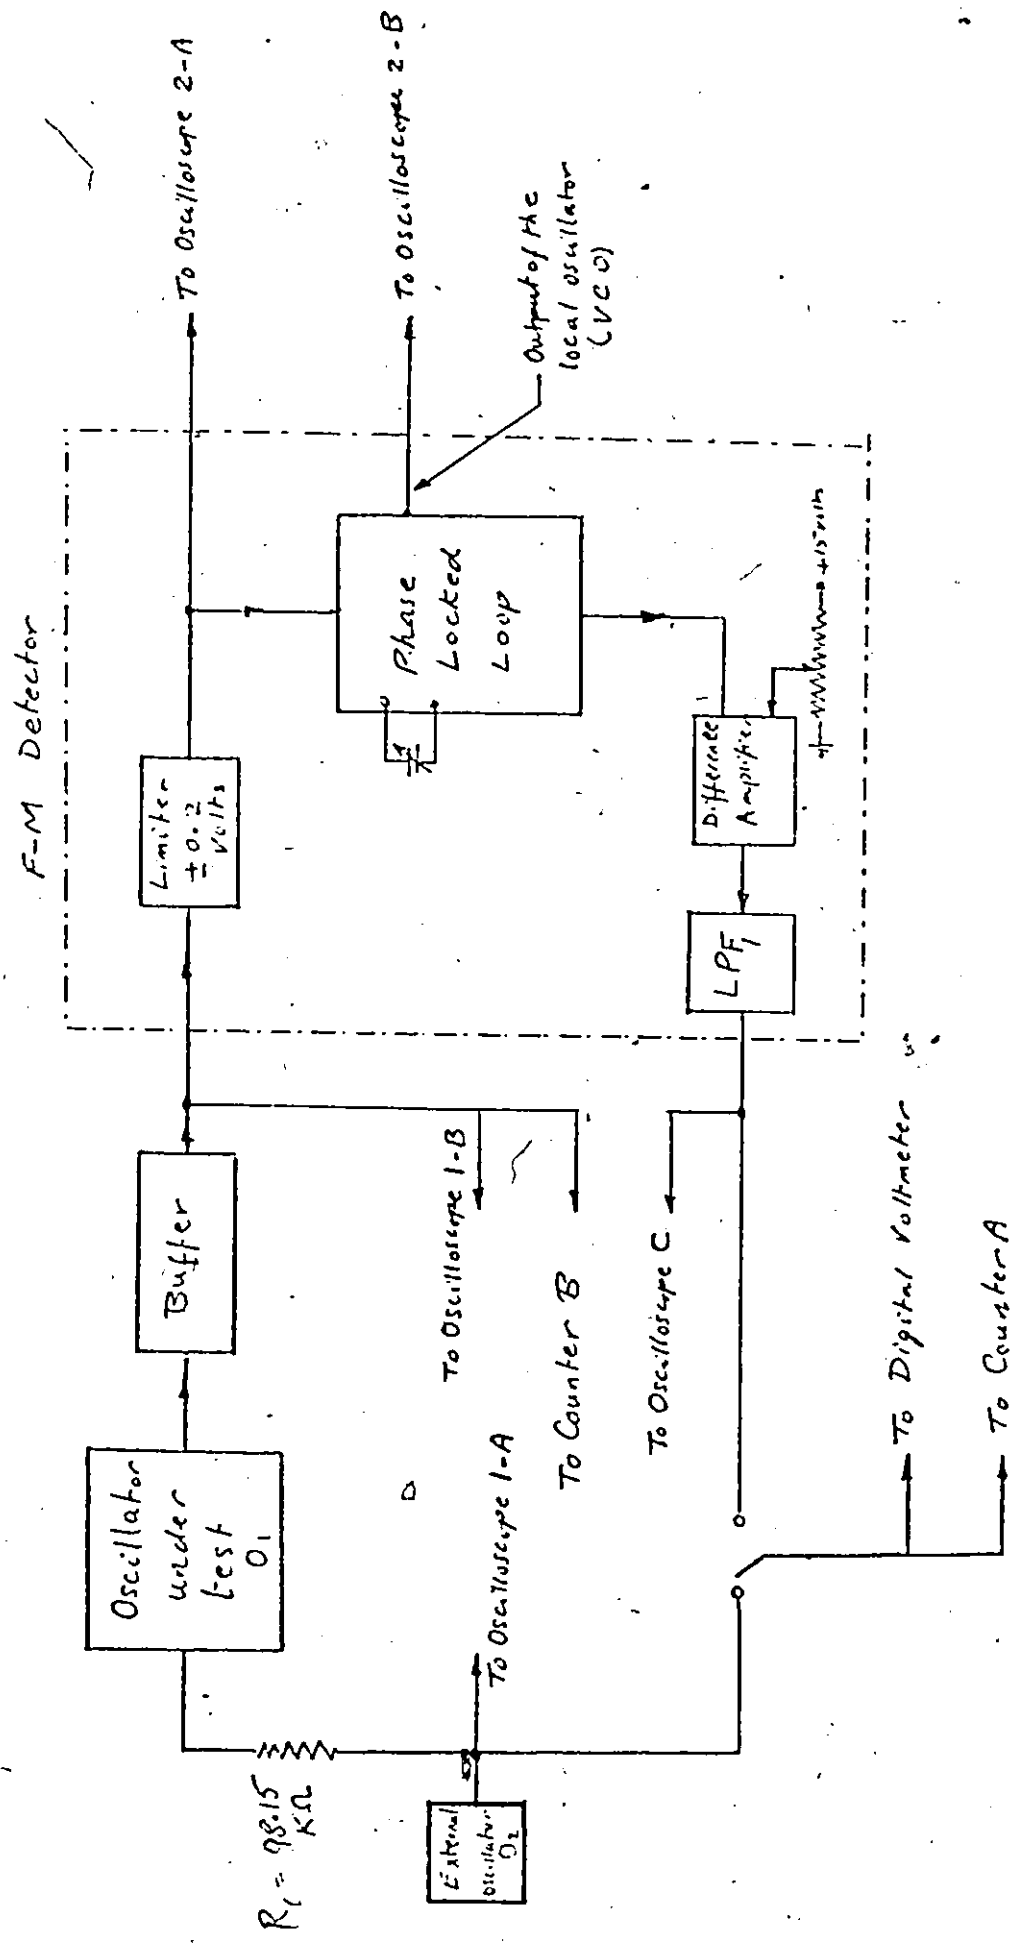 F-M Detector
To Oscilloscope 2-A
To Oscilloscope 2-B
Output of the
local oscillator
(VCO)
Limiter
± 0.2
Volts
Phase
Locked
Loop
Difference
Amplifier
+15 volts
LPF1
Buffer
Oscillator
under
test
O1
To Oscilloscope 1-B
To Counter B
To Oscilloscope C
To Oscilloscope 1-A
R1 = 98.15
KΩ
External
oscillator
O2
To Digital Voltmeter
To Counter A